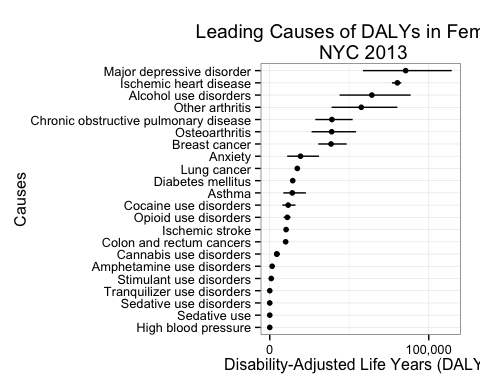 Leading Causes of DALYs in Fem
NYC 2013
Major depressive disorder
Ischemic heart disease
Alcohol use disorders
Other arthritis
Chronic obstructive pulmonary disease
Osteoarthritis
Breast cancer
Anxiety
Lung cancer
Diabetes mellitus
Asthma
Cocaine use disorders
Opioid use disorders
Ischemic stroke
Colon and rectum cancers
Cannabis use disorders
Amphetamine use disorders
Stimulant use disorders
Tranquilizer use disorders
Sedative use disorders
Sedative use
High blood pressure
Causes
0 100,000
Disability-Adjusted Life Years (DALY